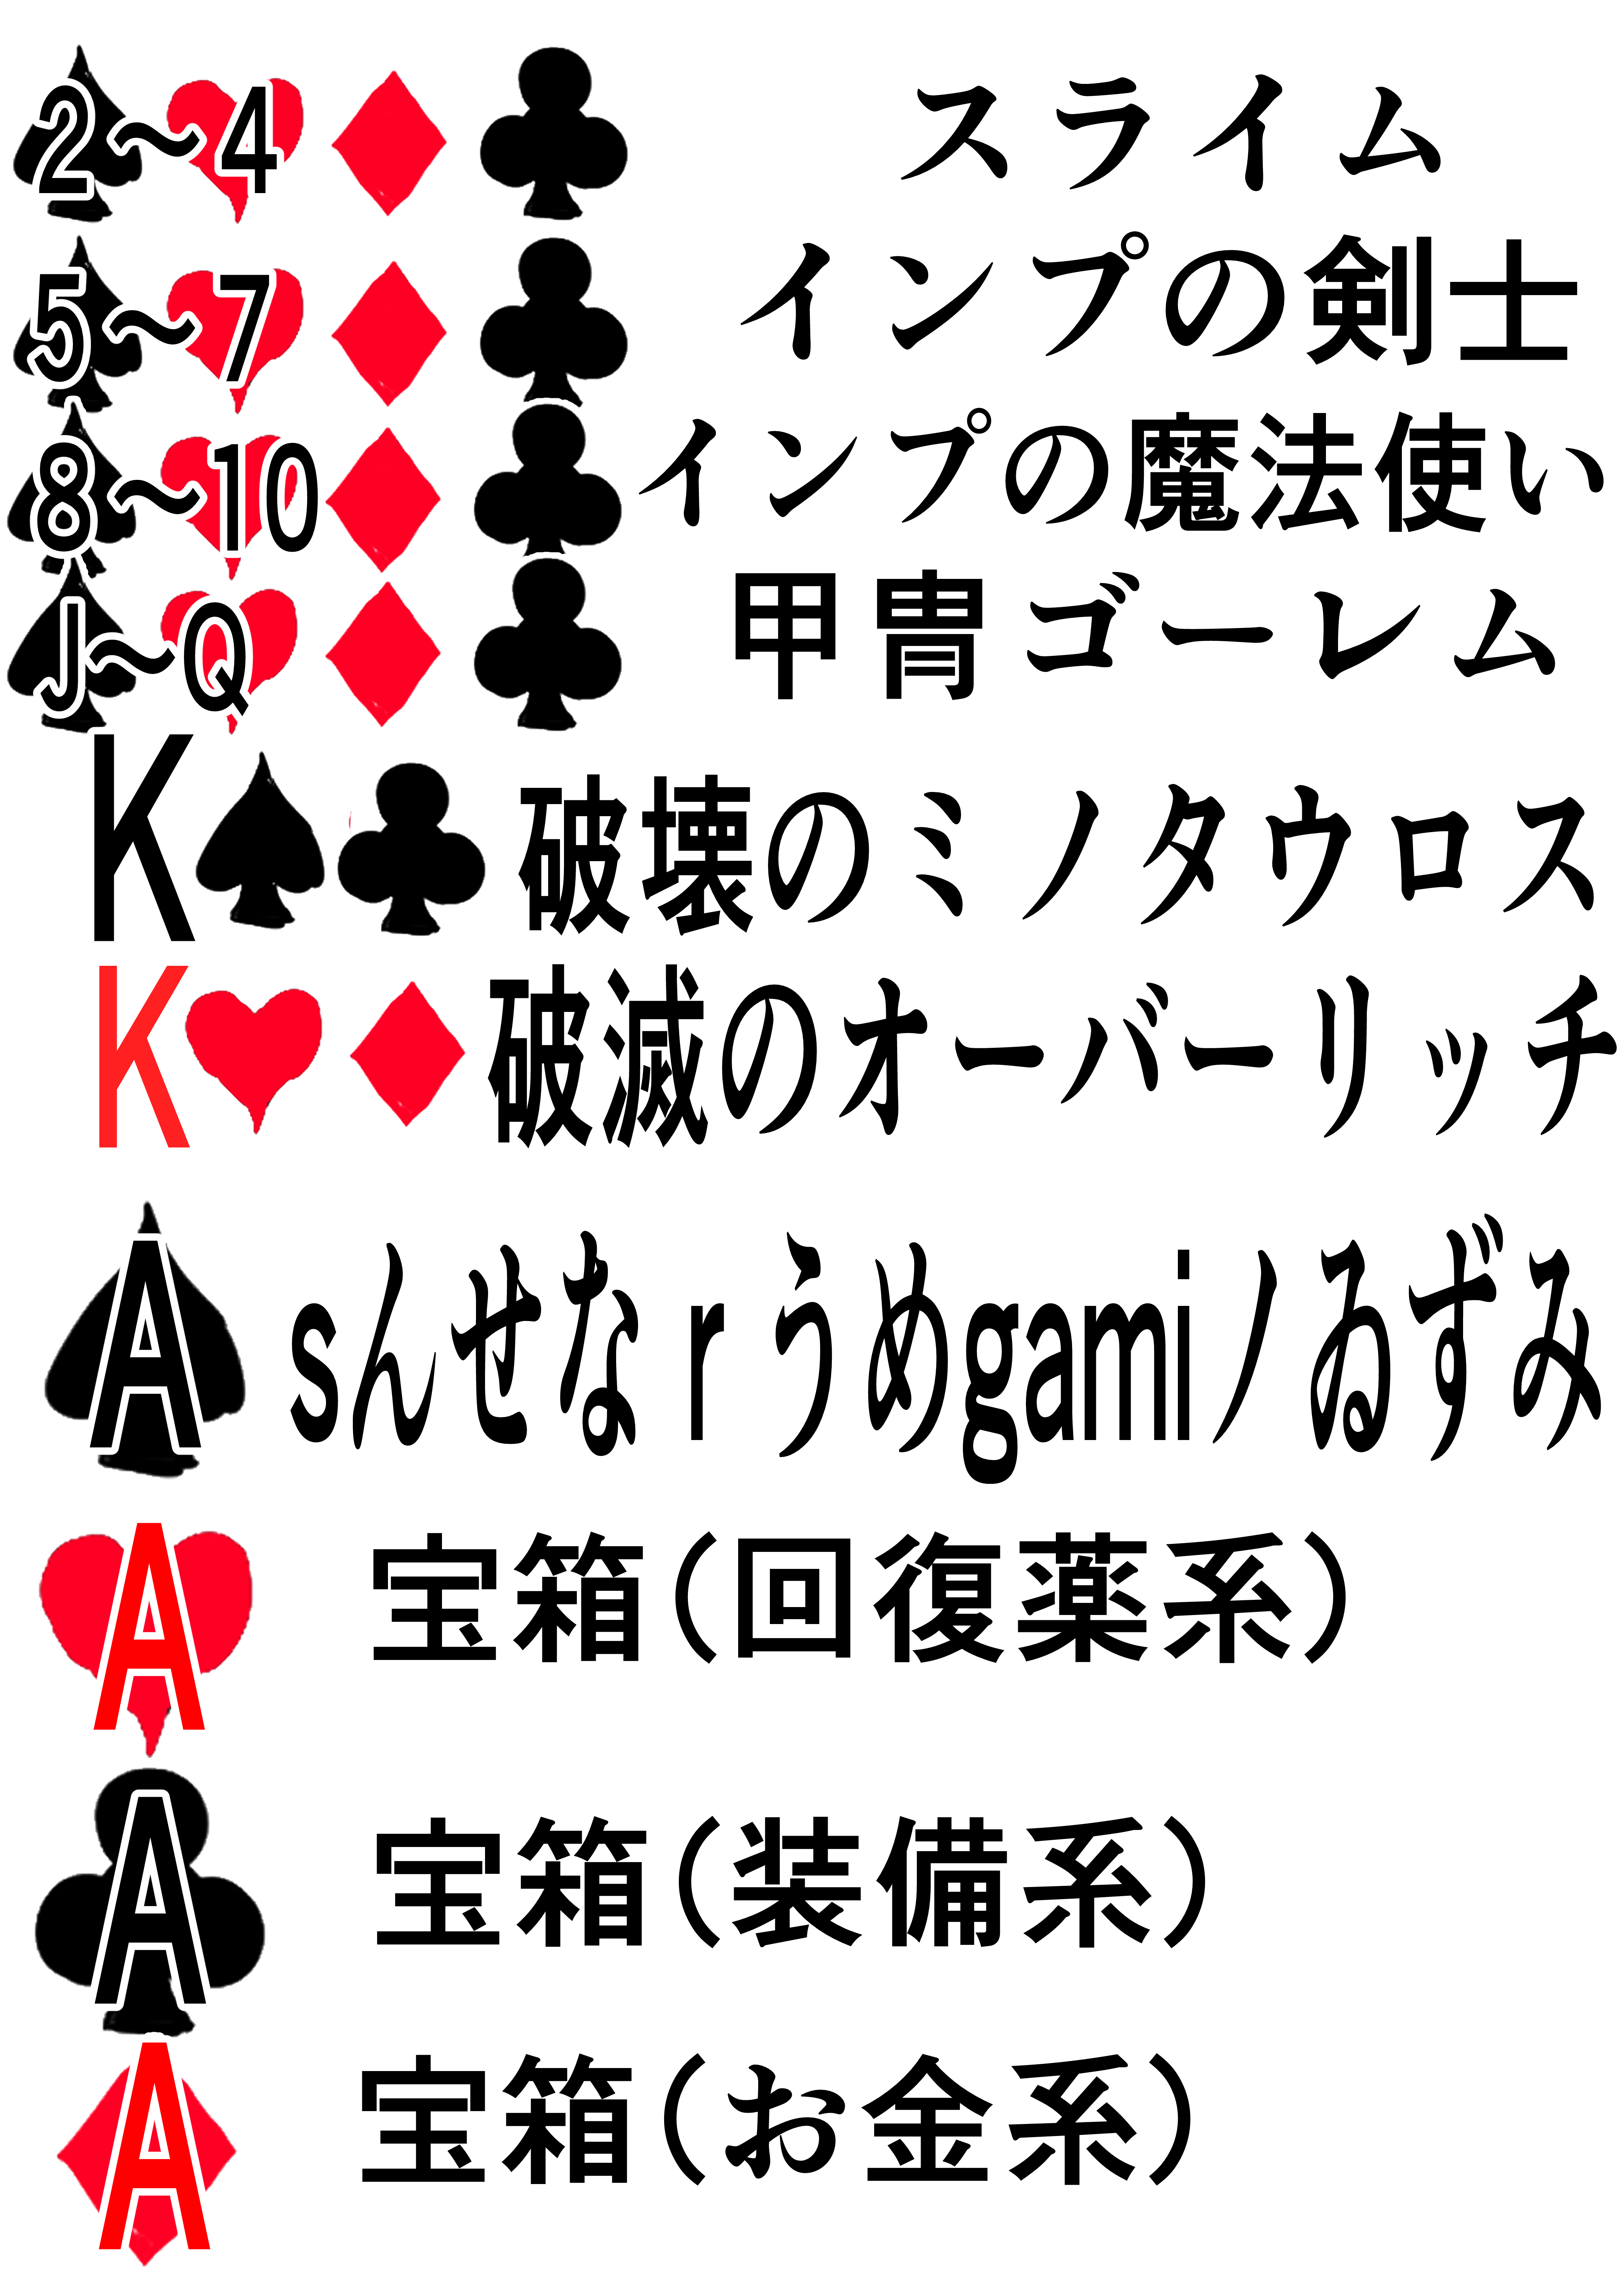 2~4 スライム
5~7 インプの剣士
8~10 インプの魔法使い
J~Q 甲冑ゴーレム
K 破壊のミノタウロス
K 破滅のオーバーリッチ
A sんせなrうめgamiノゐずみ
A 宝箱(回復薬系)
A 宝箱(装備系)
A 宝箱(お金系)